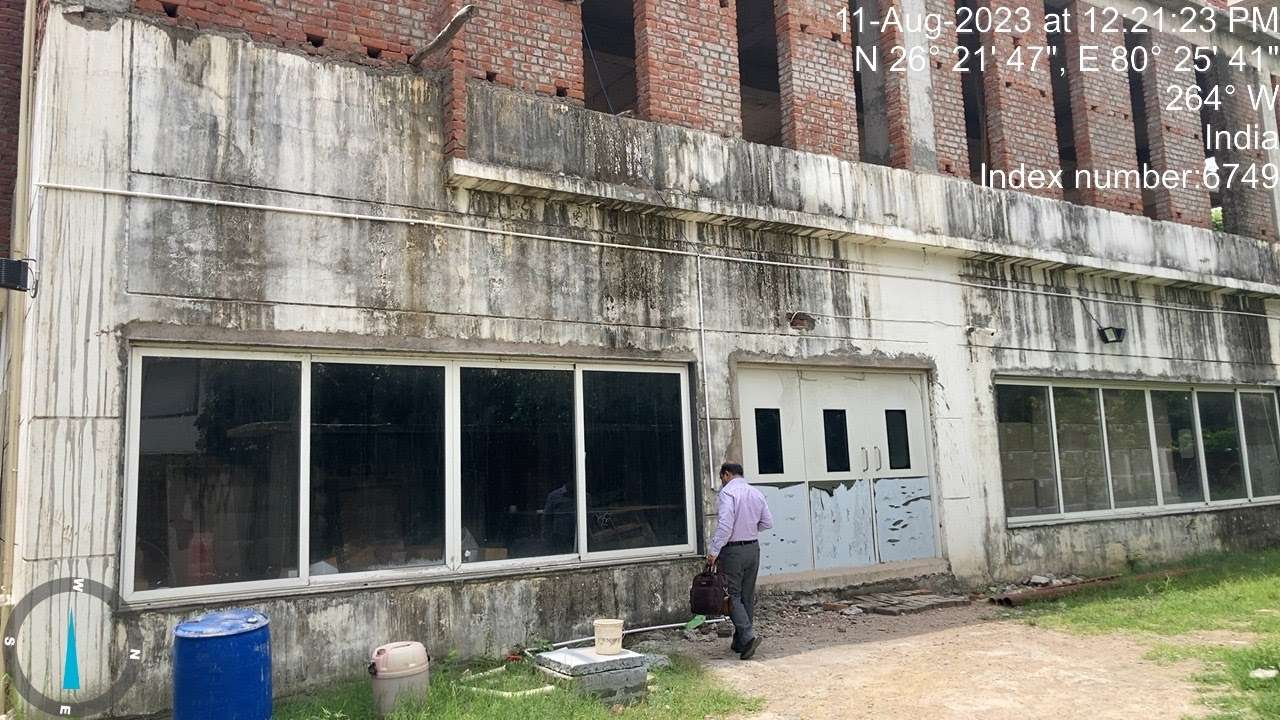 11-Aug-2023 at 12.21:23 PM
N 26° 21' 47", E 80° 25' 41"
264° W
India
Index number:6749
W
S
N
E